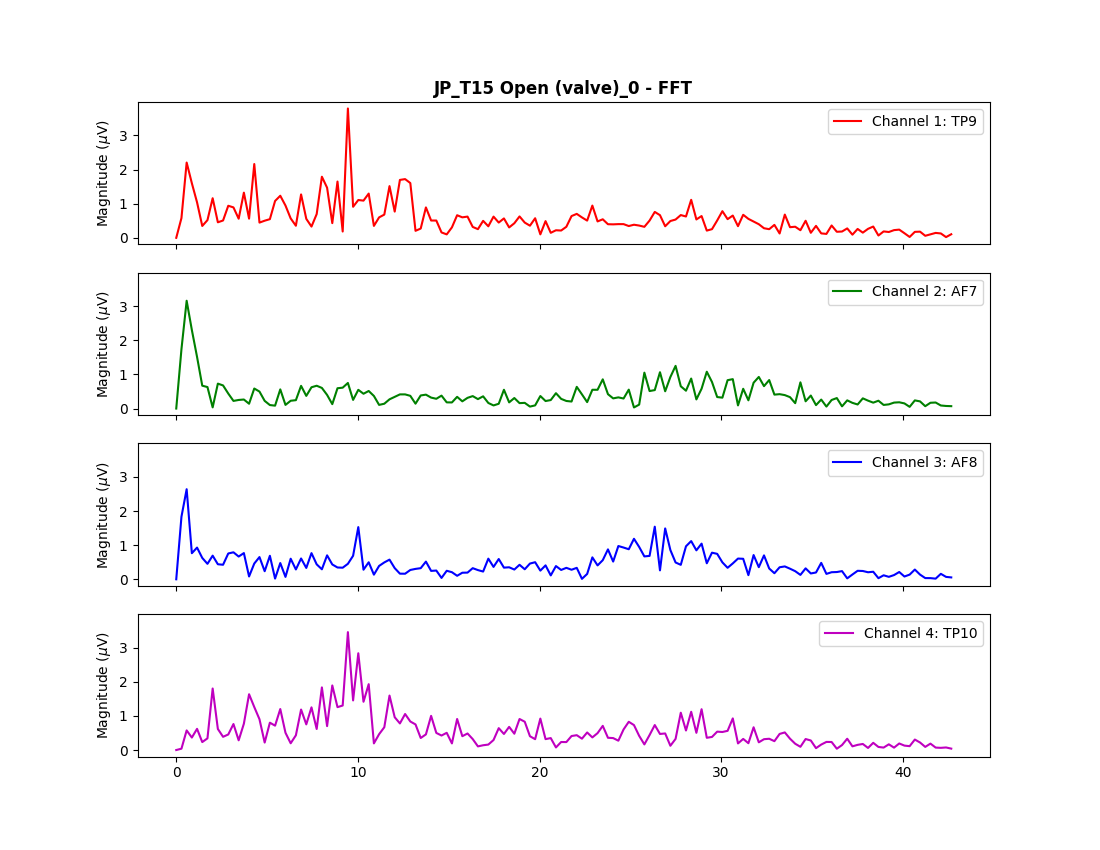 JP_T15 Open (valve)_0 - FFT
Magnitude (μV)
3
2
1
0
Channel 1: TP9
Magnitude (μV)
3
2
1
0
Channel 2: AF7
Magnitude (μV)
3
2
1
0
Channel 3: AF8
Magnitude (μV)
3
2
1
0
Channel 4: TP10
0 10 20 30 40